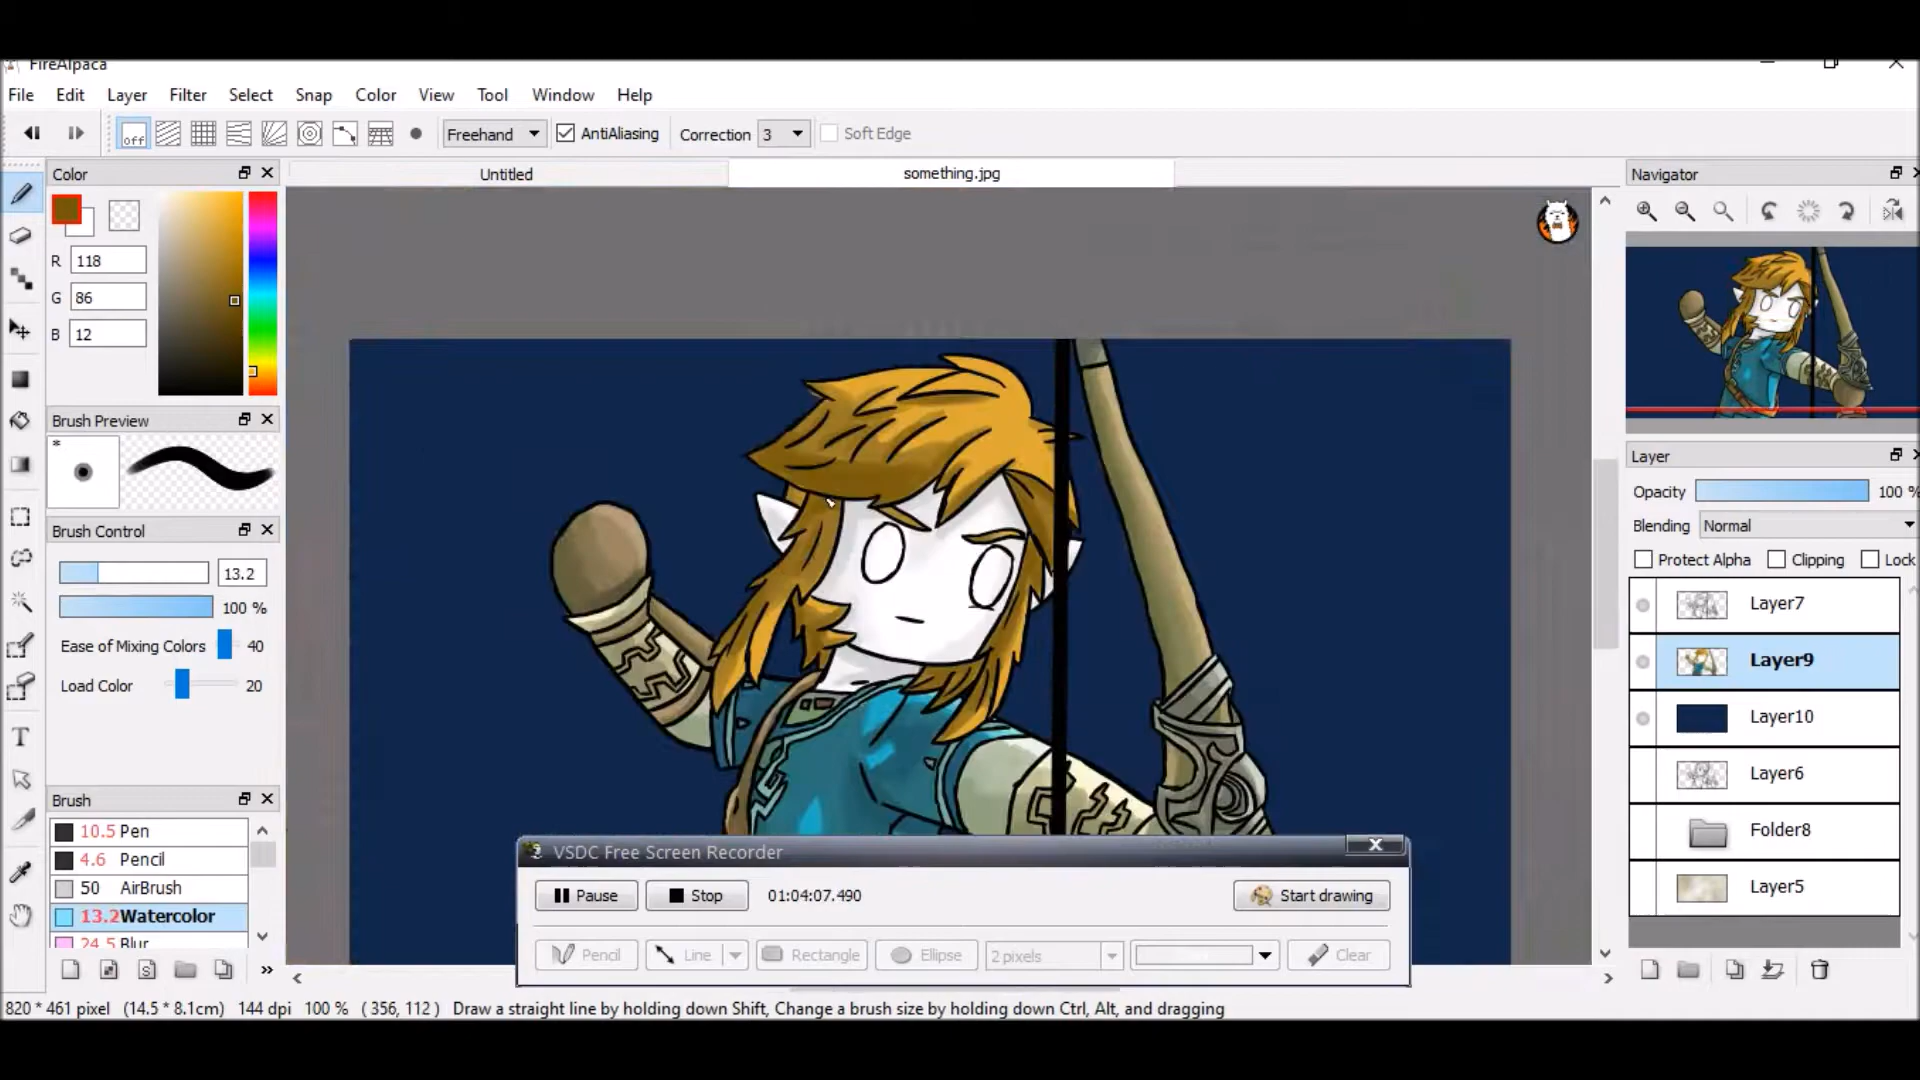 FireAlpaca
File Edit Layer Filter Select Snap Color View Tool Window Help
off Freehand AntiAliasing Correction 3 Soft Edge
Color
R 118
G 86
B 12
Brush Preview
*
Brush Control
13.2
100 %
Ease of Mixing Colors 40
Load Color 20
Brush
10.5 Pen
4.6 Pencil
50 AirBrush
13.2 Watercolor
24.5 Blur
Untitled something.jpg
Navigator
Layer
Opacity 100 %
Blending Normal
Protect Alpha Clipping Lock
Layer7
Layer9
Layer10
Layer6
Folder8
Layer5
VSDC Free Screen Recorder
Pause Stop 01:04:07.490 Start drawing
Pencil Line Rectangle Ellipse 2 pixels Clear
T
820 * 461 pixel (14.5 * 8.1cm) 144 dpi 100 % ( 356, 112 ) Draw a straight line by holding down Shift, Change a brush size by holding down Ctrl, Alt, and dragging